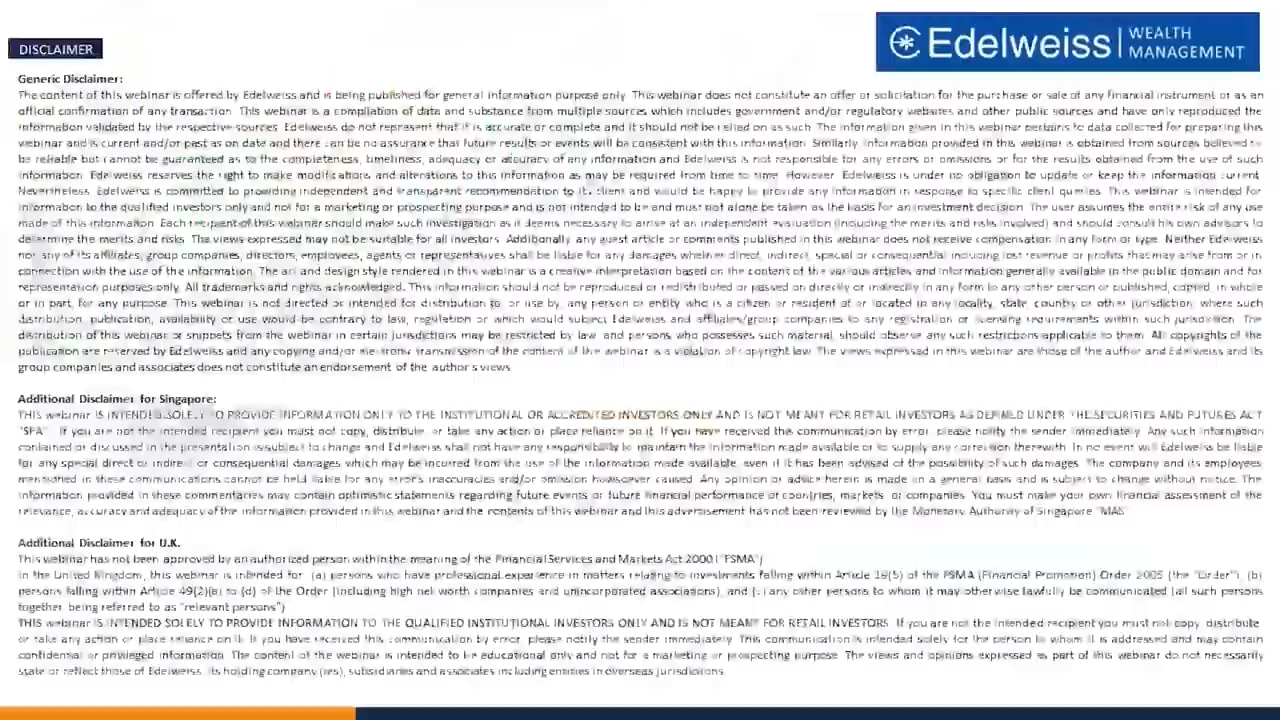 DISCLAIMER
Edelweiss | WEALTH MANAGEMENT
Generic Disclaimer:
The content of this webinar is offered by Edelweiss and is being published for general information purpose only. This webinar does not constitute an offer or solicitation for the purchase or sale of any financial instrument or as an
official confirmation of any transaction. This webinar is a compilation of data and substance from multiple sources which includes government and/or regulatory websites and other public sources and have only reproduced the
information validated by the respective sources. Edelweiss do not represent that it is accurate or complete and it should not be relied on as such. The information given in this webinar pertains to data collected for preparing this
webinar and is current and/or past as on date and there can be no assurance that future results or events will be consistent with this information. Similarly, information provided in this webinar is obtained from sources believed to
be reliable but cannot be guaranteed as to the completeness, timeliness, adequacy or accuracy of any information and Edelweiss is not responsible for any errors or omissions or for the results obtained from the use of such
information. Edelweiss reserves the right to make modifications and alterations to this information as may be required from time to time. However, Edelweiss is under no obligation to update or keep the information current.
Nevertheless, Edelweiss is committed to providing independent and transparent recommendation to its client and would be happy to provide any information in response to specific client queries. This webinar is intended for
information to the qualified investors only and not for a marketing or prospecting purpose and is not intended to be and must not alone be taken as the basis for an investment decision. The user assumes the entire risk of any use
made of this information. Each recipient of this webinar should make such investigation as it deems necessary to arrive at an independent evaluation (including the merits and risks involved) and should consult his own advisors to
determine the merits and risks. The views expressed may not be suitable for all investors. Additionally, any guest article or comments published in this webinar does not receive compensation in any form or type. Neither Edelweiss
nor any of its affiliates, group companies, directors, employees, agents or representatives shall be liable for any damages whether direct, indirect, special or consequential including lost revenue or profits that may arise from or in
connection with the use of the information. The art and design style rendered in this webinar is a creative interpretation based on the content of the various articles and information generally available in the public domain and for
representation purposes only. All trademarks and rights acknowledged. This information should not be reproduced or redistributed or passed on directly or indirectly in any form to any other person or published, copied, in whole
or in part, for any purpose. This webinar is not directed or intended for distribution to, or use by, any person or entity who is a citizen or resident of or located in any locality, state, country or other jurisdiction, where such
distribution, publication, availability or use would be contrary to law, regulation or which would subject Edelweiss and affiliates/group companies to any registration or licensing requirements within such jurisdiction. The
distribution of this webinar or snippets from the webinar in certain jurisdictions may be restricted by law, and persons who possesses such material, should observe any such restrictions applicable to them. All copyrights of the
publication are reserved by Edelweiss and any copying and/or electronic transmission of the content of the webinar is a violation of copyright law. The views expressed in this webinar are those of the author and Edelweiss and its
group companies and associates does not constitute an endorsement of the author's views.
Additional Disclaimer for Singapore:
THIS webinar IS INTENDED SOLELY TO PROVIDE INFORMATION ONLY TO THE INSTITUTIONAL OR ACCREDITED INVESTORS ONLY AND IS NOT MEANT FOR RETAIL INVESTORS AS DEFINED UNDER THE SECURITIES AND FUTURES ACT
"SFA". If you are not the intended recipient you must not copy, distribute, or take any action or place reliance on it. If you have received this communication by error, please notify the sender immediately. Any such information
contained or discussed in the presentation is subject to change and Edelweiss shall not have any responsibility to maintain the information made available or to supply any correction therewith. In no event will Edelweiss be liable
for any special direct or indirect or consequential damages which may be incurred from the use of the information made available, even if it has been advised of the possibility of such damages. The company and its employees
mentioned in these communications cannot be held liable for any errors, inaccuracies and/or omission howsoever caused. Any opinion or advice herein is made on a general basis and is subject to change without notice. The
information provided in these commentaries may contain optimistic statements regarding future events or future financial performance of countries, markets or companies. You must make your own financial assessment of the
relevance, accuracy and adequacy of the information provided in this webinar and the contents of this webinar and this advertisement has not been reviewed by the Monetary Authority of Singapore "MAS"
Additional Disclaimer for U.K.
This webinar has not been approved by an authorized person within the meaning of the Financial Services and Markets Act 2000 ("FSMA")
In the United Kingdom, this webinar is intended for: (a) persons who have professional experience in matters relating to investments falling within Article of the FSMA (Financial Promotion) Order 2005 (the "Order"), (b)
persons falling within Article 49(2)(a) to (d) of the Order (including high net worth companies and unincorporated associations), and (c) any other persons to whom it may otherwise lawfully be communicated (all such persons
together being referred to as "relevant persons")
THIS webinar IS INTENDED SOLELY TO PROVIDE INFORMATION TO THE QUALIFIED INSTITUTIONAL INVESTORS ONLY AND IS NOT MEANT FOR RETAIL INVESTORS. If you are not the intended recipient you must not copy, distribute,
or take any action or place reliance on it. If you have received this communication by error, please notify the sender immediately. This communication is intended solely for the person to whom it is addressed and may contain
confidential or privileged information. The content of the webinar is intended to be educational only and not for a marketing or prospecting purpose. The views and opinions expressed as part of this webinar do not necessarily
state or reflect those of Edelweiss, its holding company (ies), subsidiaries and associates including entities in overseas jurisdictions.